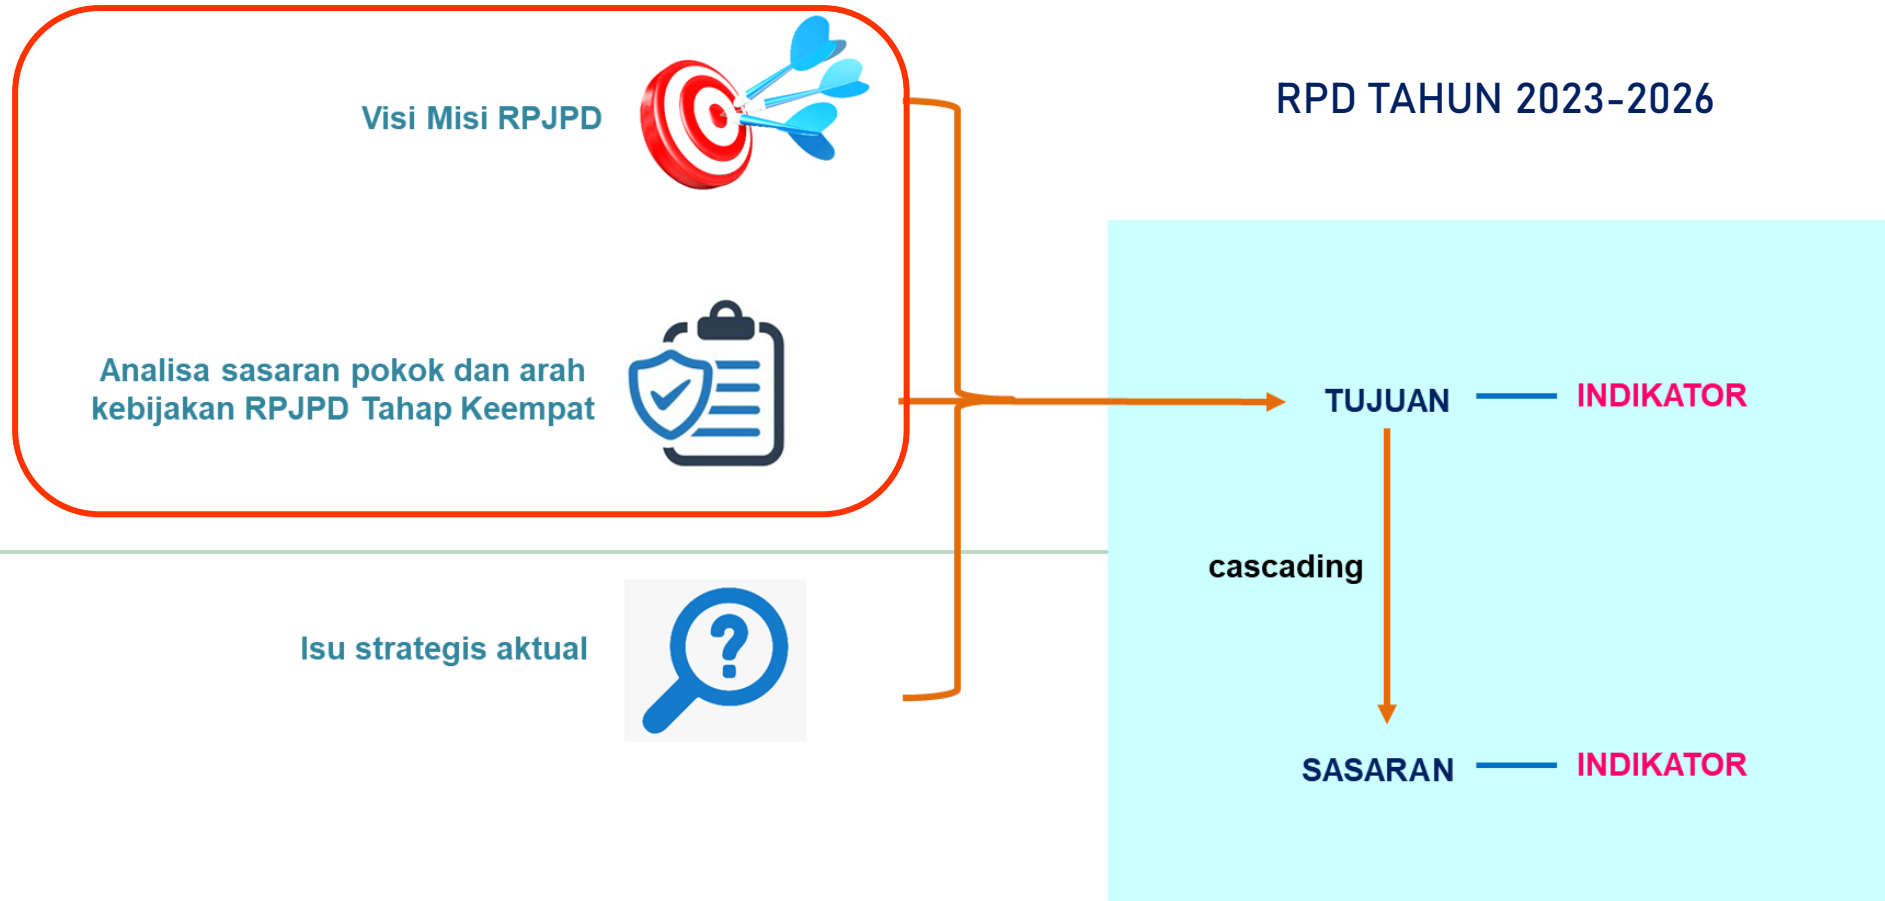 Visi Misi RPJPD
RPD TAHUN 2023-2026
Analisa sasaran pokok dan arah
kebijakan RPJPD Tahap Keempat
TUJUAN
INDIKATOR
cascading
Isu strategis aktual
?
SASARAN
INDIKATOR